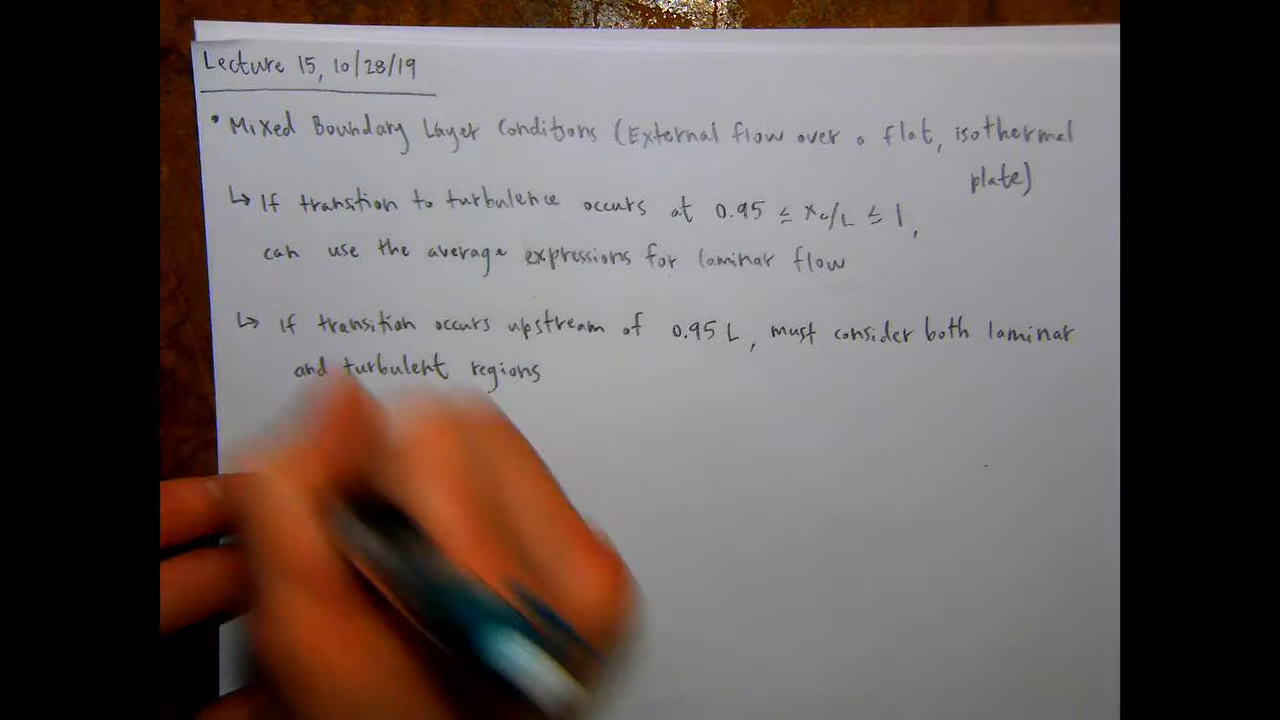 Lecture 15, 10/28/19
• Mixed Boundary Layer Conditions (External flow over a flat, isothermal
plate)
↳ If transtion to turbulence occurs at 0.95 ≤ xc/L ≤ 1,
can use the average expressions for laminar flow
↳ If transition occurs upstream of 0.95 L, must consider both laminar
and turbulent regions